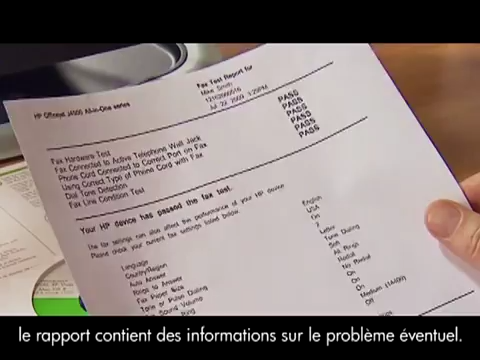 HP Officejet J4000 All-in-One series
Fax Test Report for
Mike Smith
Jul 22 2009 1:29PM
Fax Hardware Test PASS
Fax Connected to Active Telephone Wall Jack PASS
Phone Cord Connected to Correct Port on Fax PASS
Using Correct Type of Phone Cord with Fax PASS
Dial Tone Detection PASS
Fax Line Condition Test PASS
Your HP device has passed the fax test.
The fax settings can also affect the performance of your HP device
Please check your current fax settings listed below.
Language English
Country/Region USA
Auto Answer On
Rings to Answer
Fax Paper Size Letter
Tone or Pulse Dialing Tone Dialing
Sound Volume Soft
All Rings
Redial
No Redial
On
On
Medium (14400)
Off
le rapport contient des informations sur le problème éventuel.